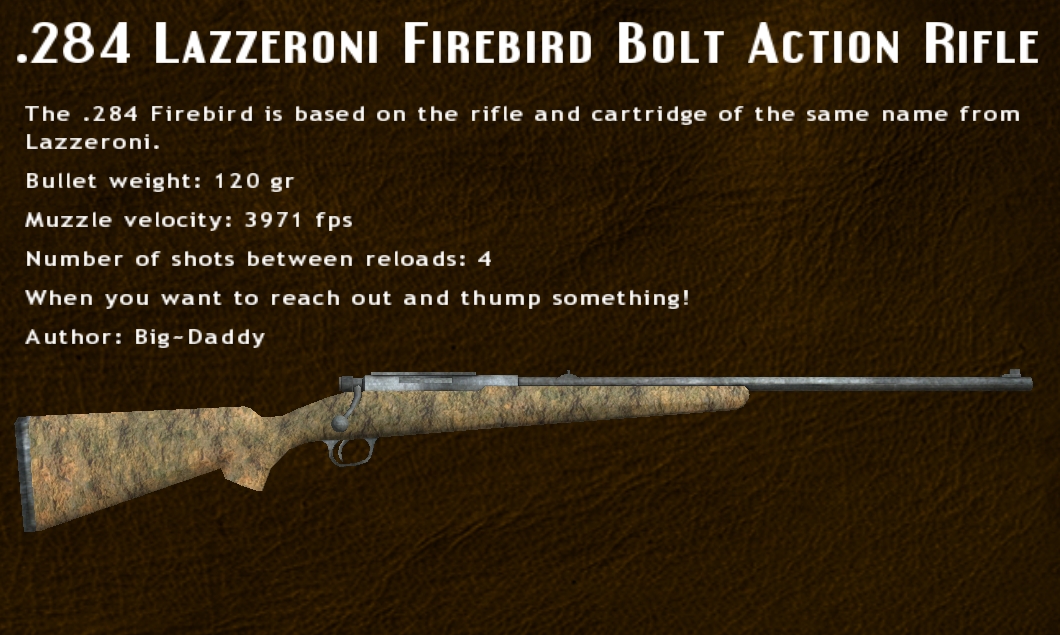 .284 Lazzeroni Firebird Bolt Action Rifle
The .284 Firebird is based on the rifle and cartridge of the same name from
Lazzeroni.
Bullet weight: 120 gr
Muzzle velocity: 3971 fps
Number of shots between reloads: 4
When you want to reach out and thump something!
Author: Big~Daddy